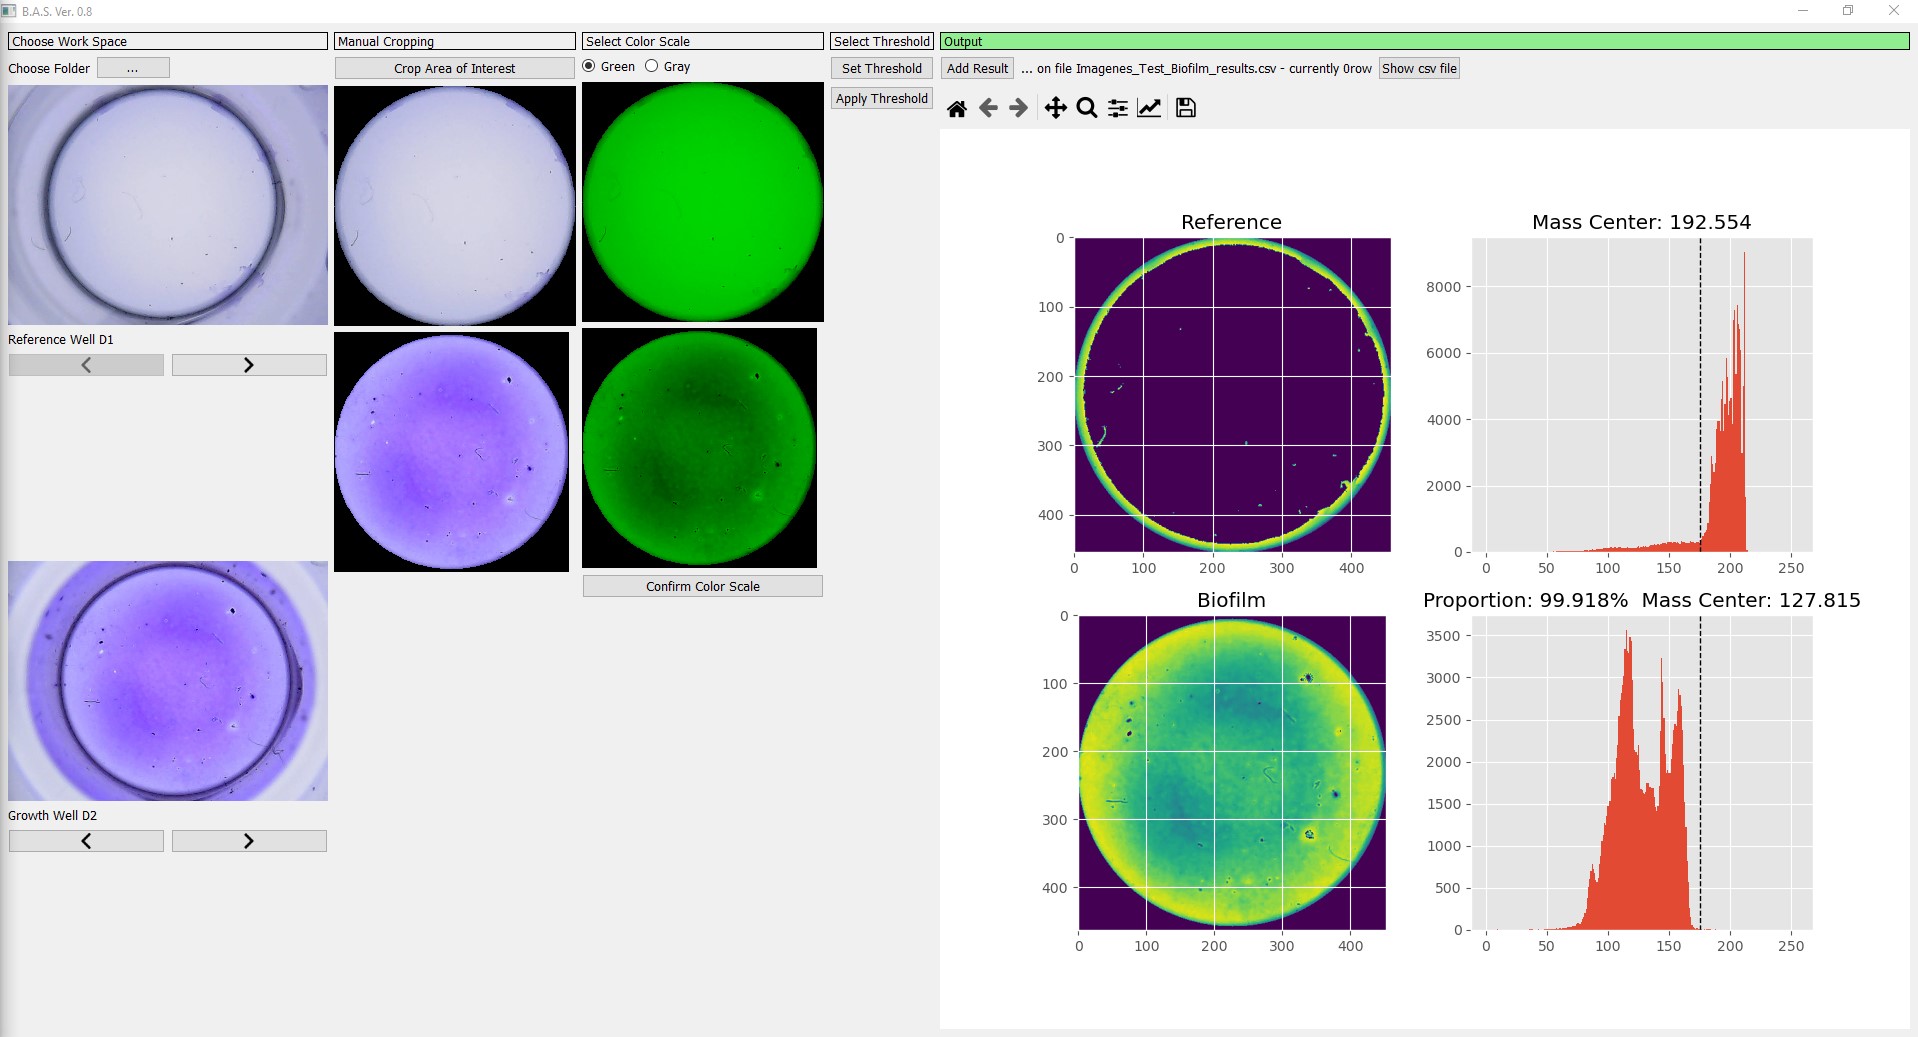 B.A.S. Ver. 0.8
Choose Work Space
Manual Cropping
Select Color Scale
Select Threshold
Output
Choose Folder
...
Crop Area of Interest
Green
Gray
Set Threshold
Add Result
... on file Imagenes_Test_Biofilm_results.csv - currently 0row
Show csv file
Apply Threshold
Reference Well D1
Confirm Color Scale
Growth Well D2
Reference
0
100
200
300
400
0
100
200
300
400
Mass Center: 192.554
8000
6000
4000
2000
0
0
50
100
150
200
250
Biofilm
0
100
200
300
400
0
100
200
300
400
Proportion: 99.918% Mass Center: 127.815
3500
3000
2500
2000
1500
1000
500
0
0
50
100
150
200
250